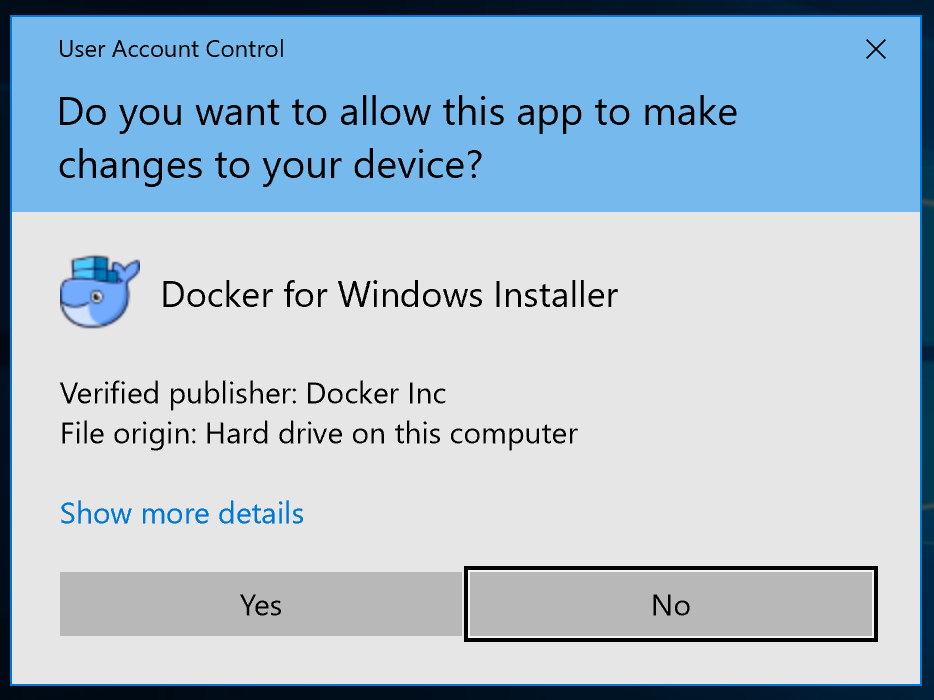 User Account Control
Do you want to allow this app to make
changes to your device?
Docker for Windows Installer
Verified publisher: Docker Inc
File origin: Hard drive on this computer
Show more details
Yes
No